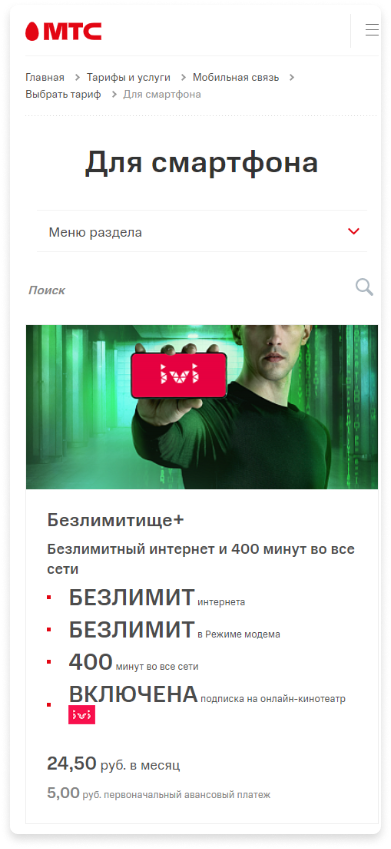 МТС
Главная > Тарифы и услуги > Мобильная связь >
Выбрать тариф > Для смартфона
Для смартфона
Меню раздела
Поиск
ivi
Безлимитище+
Безлимитный интернет и 400 минут во все
сети
БЕЗЛИМИТ интернета
БЕЗЛИМИТ в Режиме модема
400 минут во все сети
ВКЛЮЧЕНА подписка на онлайн-кинотеатр
ivi
24,50 руб. в месяц
5,00 руб. первоначальный авансовый платеж